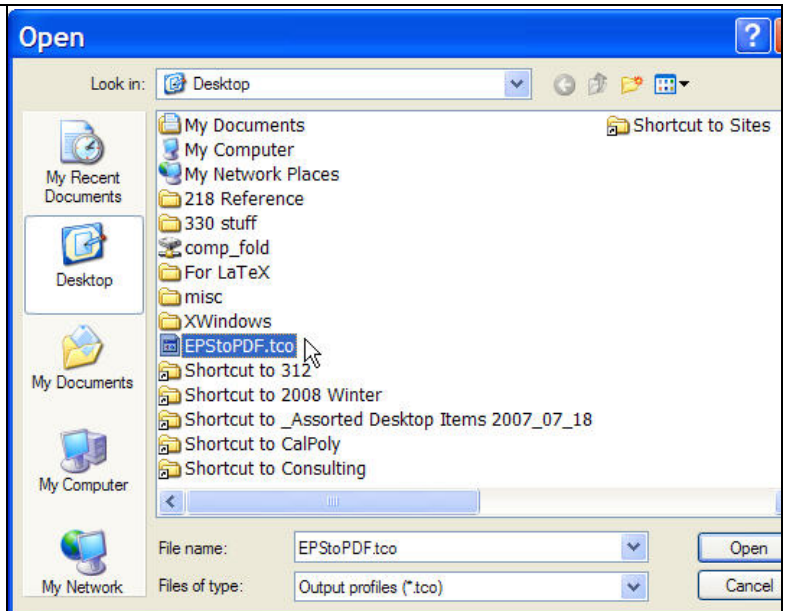 Open
Look in: Desktop
My Recent
Documents
Desktop
My Documents
My Computer
My Network
My Documents
My Computer
My Network Places
218 Reference
330 stuff
comp_fold
For LaTeX
misc
XWindows
EPStoPDF.tco
Shortcut to 312
Shortcut to 2008 Winter
Shortcut to _Assorted Desktop Items 2007_07_18
Shortcut to CalPoly
Shortcut to Consulting
Shortcut to Sites
File name: EPStoPDF.tco Open
Files of type: Output profiles (*.tco) Cancel